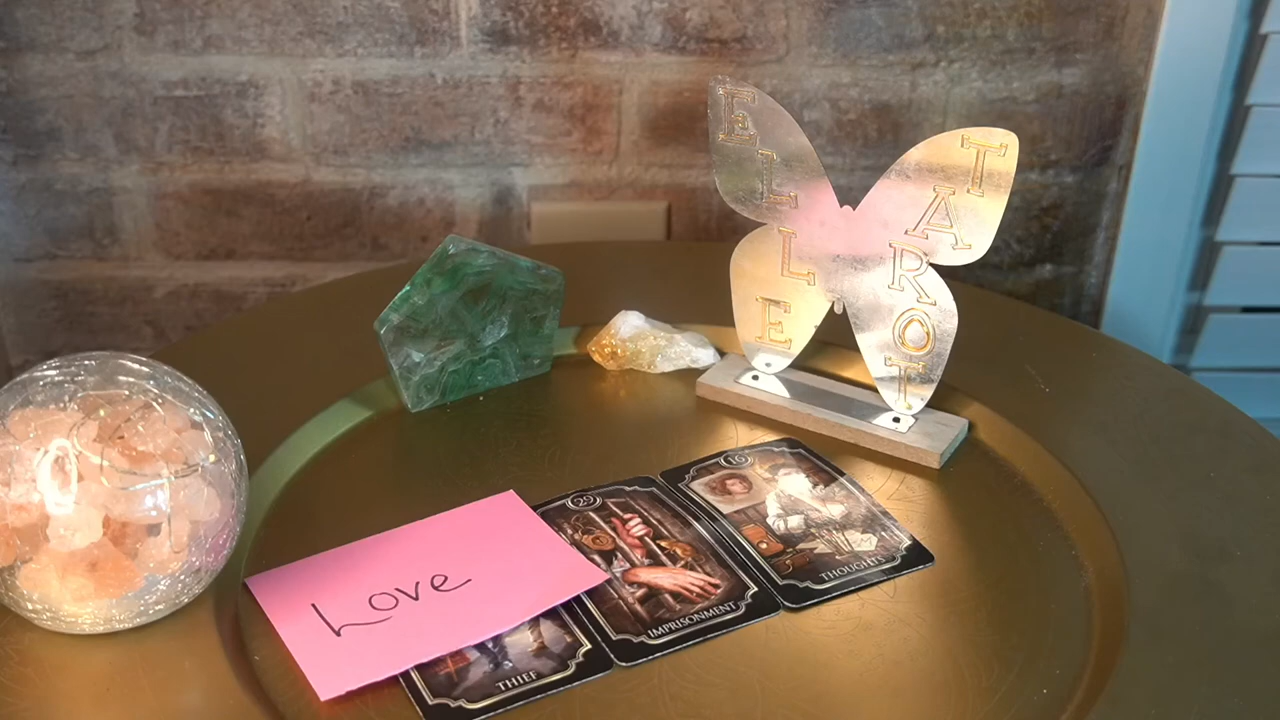 ELLE
TAROT
Love
29
16
THIEF
IMPRISONMENT
THOUGHTS